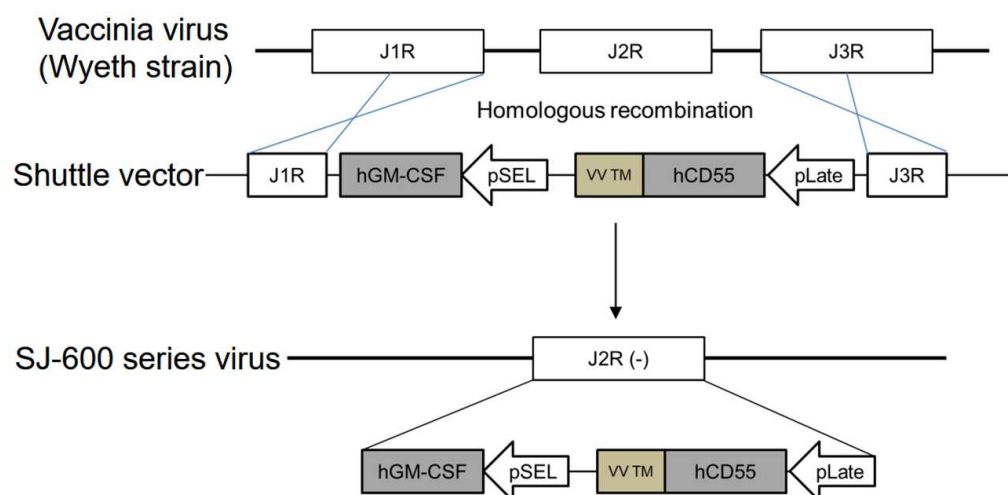 Vaccinia virus
(Wyeth strain)
J1R
J2R
J3R
Homologous recombination
Shuttle vector
J1R
hGM-CSF
pSEL
VV TM
hCD55
pLate
J3R
SJ-600 series virus
J2R (-)
hGM-CSF
pSEL
VV TM
hCD55
pLate